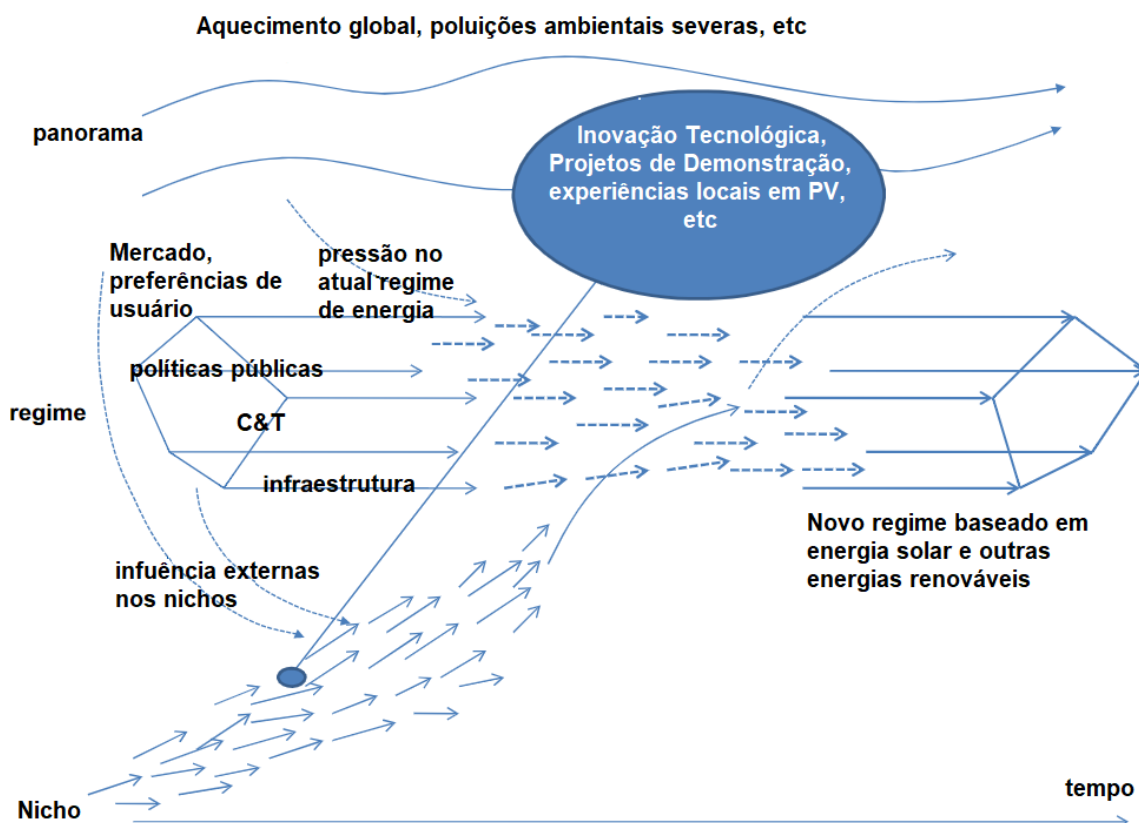 Aquecimento global, poluições ambientais severas, etc
panorama
Inovação Tecnológica,
Projetos de Demonstração,
experiências locais em PV,
etc
Mercado,
preferências de
usuário
pressão no
atual regime
de energia
políticas públicas
regime
C&T
infraestrutura
Novo regime baseado em
energia solar e outras
energias renováveis
infuência externas
nos nichos
tempo
Nicho